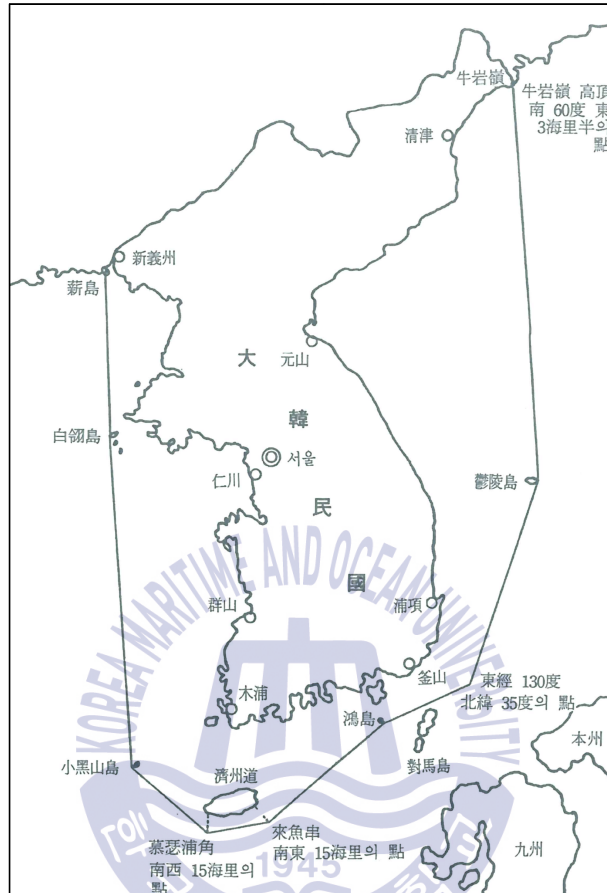 牛岩嶺
牛岩嶺 高頂
南 60度 東
3海里半의
點
淸津
新義州
薪島
大
元山
韓
白翎島
서울
仁川
鬱陵島
民
KOREA MARITIME AND OCEAN UNIVERSITY
國
群山
浦項
釜山
東經 130度
北緯 35度의 點
木浦
鴻島
本州
小黑山島
濟州道
對馬島
慕瑟浦角
南西 15海里의
點
來魚串
南東 15海里의 點
九州
1945